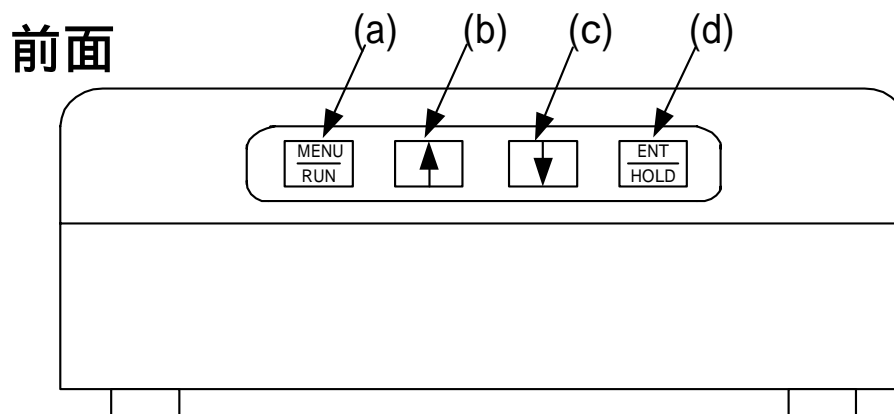 前面
(a) (b) (c) (d)
MENU
RUN
ENT
HOLD